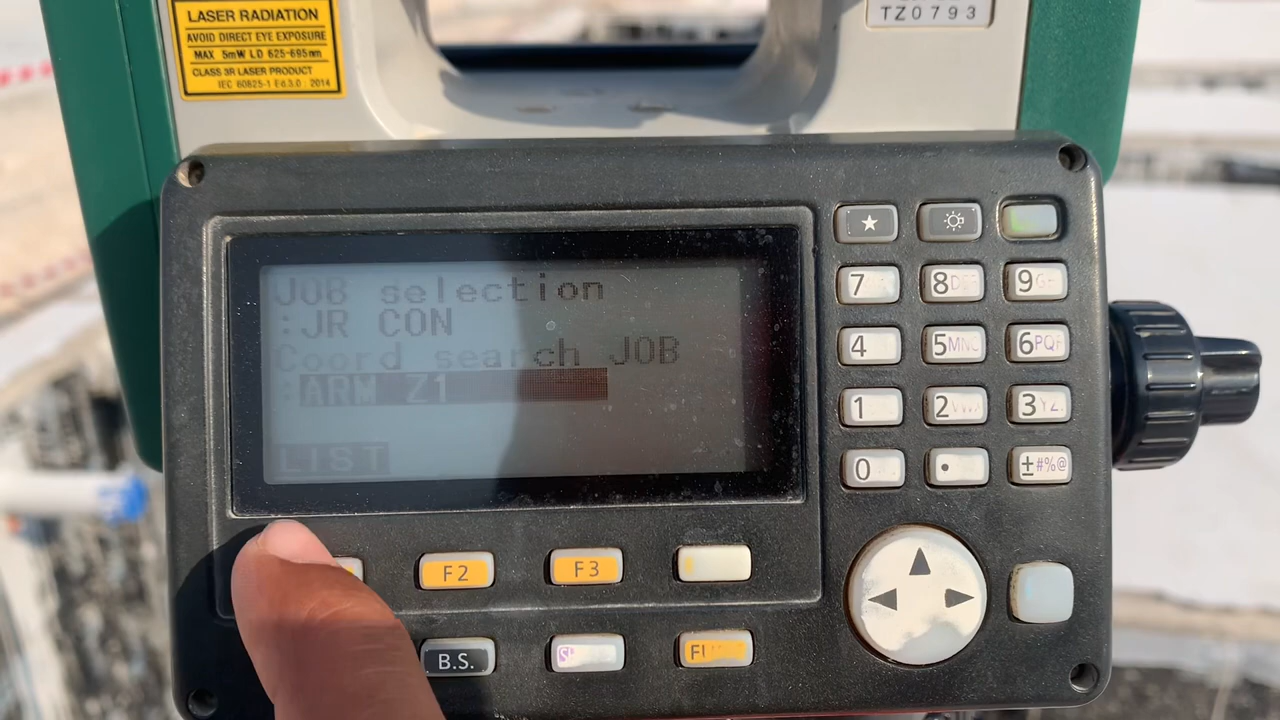 LASER RADIATION
AVOID DIRECT EYE EXPOSURE
MAX 5mW LD 625-695nm
CLASS 3R LASER PRODUCT
IEC 60825-1 Ed.3.0 : 2014
TZ0793
JOB selection
:JR CON
Coord search JOB
:ARM Z1
LIST
★
7 8 9
4 5 6PQ
1 2 3YZ
0 • ±#%@
F2 F3
B.S.